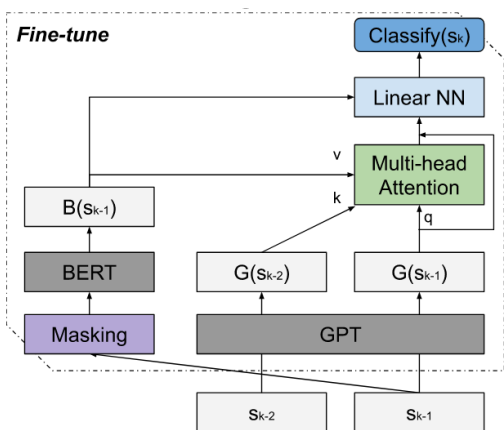 Fine-tune
Classify(sk)
Linear NN
v
Multi-head
Attention
k
q
B(sk-1)
BERT
G(sk-2)
G(sk-1)
Masking
GPT
sk-2
sk-1